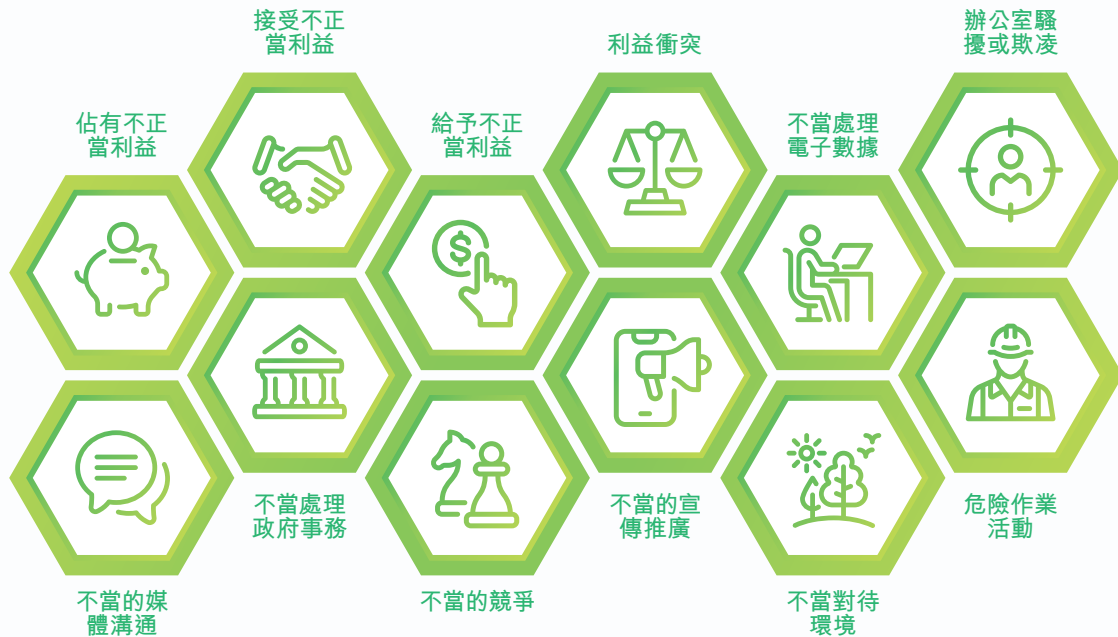 接受不正
當利益
利益衝突
辦公室騷
擾或欺凌
佔有不正
當利益
給予不正
當利益
不當處理
電子數據
$
不當處理
政府事務
不當的宣
傳推廣
危險作業
活動
不當的媒
體溝通
不當的競爭
不當對待
環境